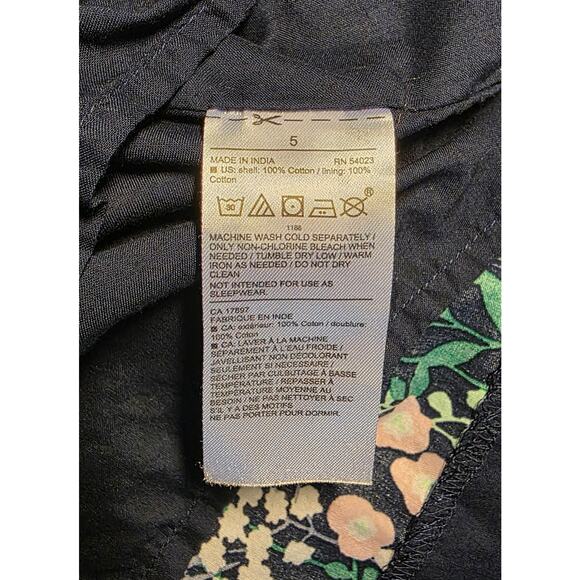 5
MADE IN INDIA RN 54023
US: shell: 100% Cotton / lining: 100%
Cotton
30
®
1186
MACHINE WASH COLD SEPARATELY /
ONLY NON-CHLORINE BLEACH WHEN
NEEDED / TUMBLE DRY LOW / WARM
IRON AS NEEDED / DO NOT DRY
CLEAN
NOT INTENDED FOR USE AS
SLEEPWEAR.
CA 17897
FABRIQUE EN INDE
CA: extérieur: 100% Coton / doublure:
100% Coton
CA: LAVER À LA MACHINE
SÉPARÉMENT À L'EAU FROIDE /
JAVELLISANT NON DÉCOLORANT
SEULEMENT SI NÉCESSAIRE /
SÉCHER PAR CULBUTAGE À BASSE
TEMPÉRATURE / REPASSER À
TEMPÉRATURE MOYENNE AU
BESOIN / NE PAS NETTOYER À SEC
S'IL Y A DES MOTIFS
NE PAS PORTER POUR DORMIR.